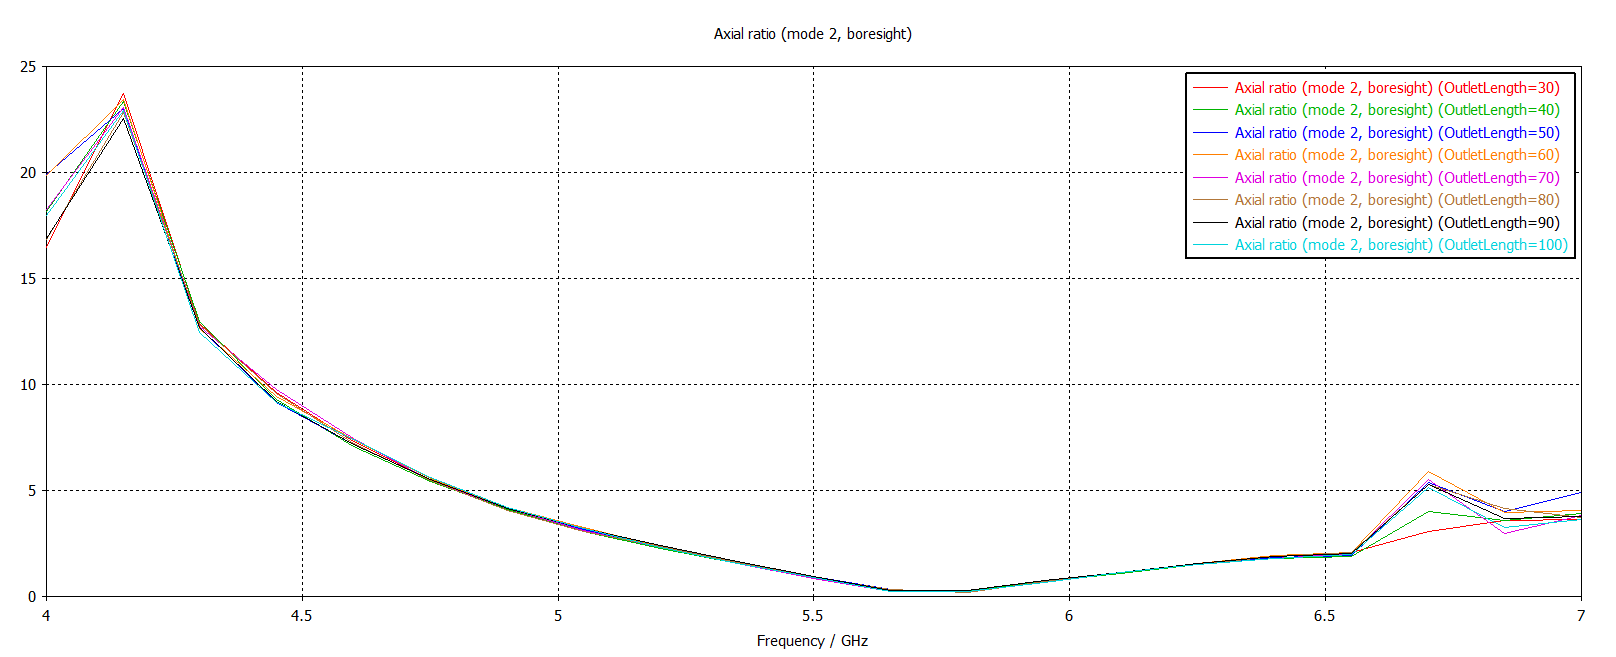 Axial ratio (mode 2, boresight)
25
20
15
10
5
0
4
4.5
5
5.5
6
6.5
7
Frequency / GHz
Axial ratio (mode 2, boresight) (OutletLength=30)
Axial ratio (mode 2, boresight) (OutletLength=40)
Axial ratio (mode 2, boresight) (OutletLength=50)
Axial ratio (mode 2, boresight) (OutletLength=60)
Axial ratio (mode 2, boresight) (OutletLength=70)
Axial ratio (mode 2, boresight) (OutletLength=80)
Axial ratio (mode 2, boresight) (OutletLength=90)
Axial ratio (mode 2, boresight) (OutletLength=100)